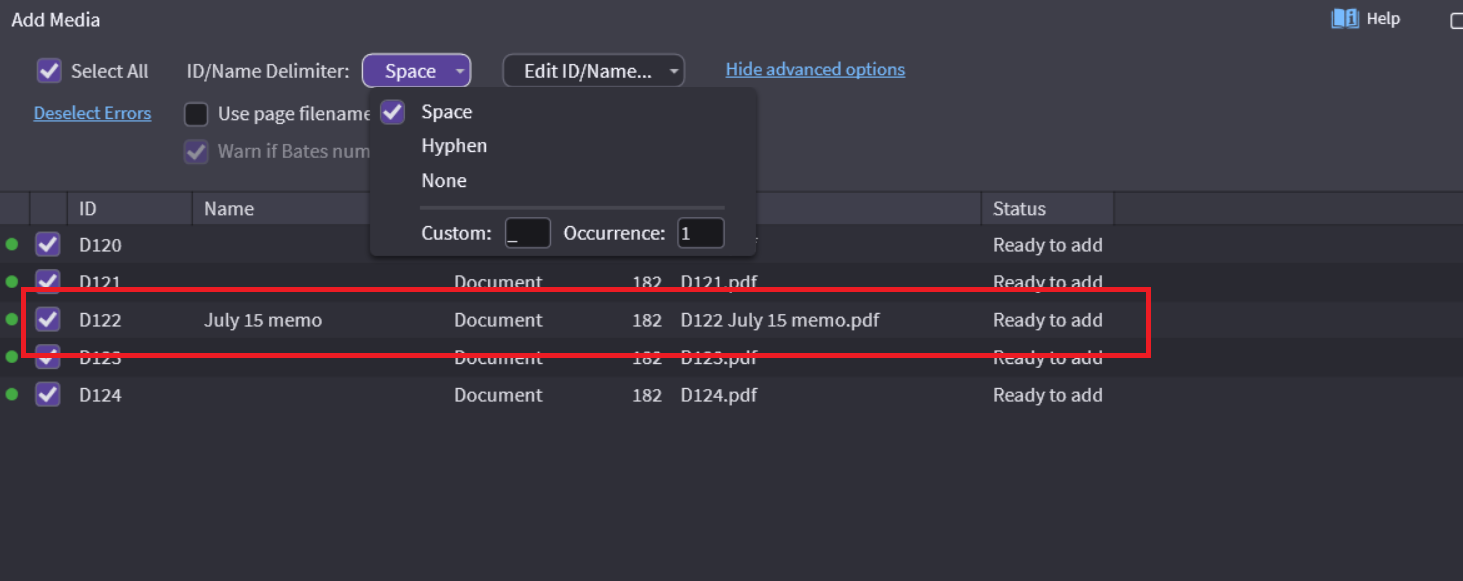 Add Media
Help
Select All
ID/Name Delimiter:
Space
Edit ID/Name...
Hide advanced options
Deselect Errors
Use page filename
Warn if Bates num
Space
Hyphen
None
Custom: _ Occurrence: 1
ID Name Status
D120 Ready to add
D121 Document 182 D121.pdf Ready to add
D122 July 15 memo Document 182 D122 July 15 memo.pdf Ready to add
D123 Document 182 D123.pdf Ready to add
D124 Document 182 D124.pdf Ready to add